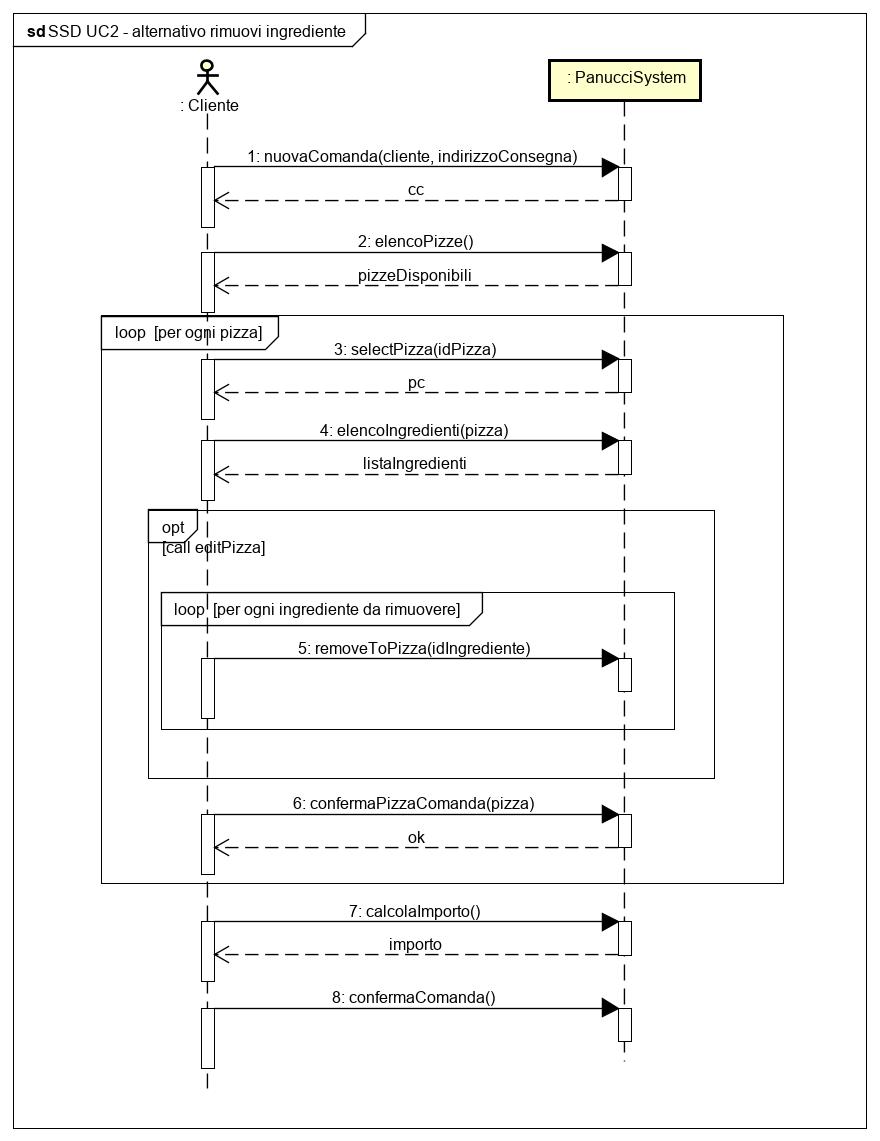 sd SSD UC2 - alternativo rimuovi ingrediente
: Cliente
: PanucciSystem
1: nuovaComanda(cliente, indirizzoConsegna)
cc
2: elencoPizze()
pizzeDisponibili
loop [per ogni pizza]
3: selectPizza(idPizza)
pc
4: elencoIngredienti(pizza)
listaIngredienti
opt
[call editPizza]
loop [per ogni ingrediente da rimuovere]
5: removeToPizza(idIngrediente)
6: confermaPizzaComanda(pizza)
ok
7: calcolaImporto()
importo
8: confermaComanda()